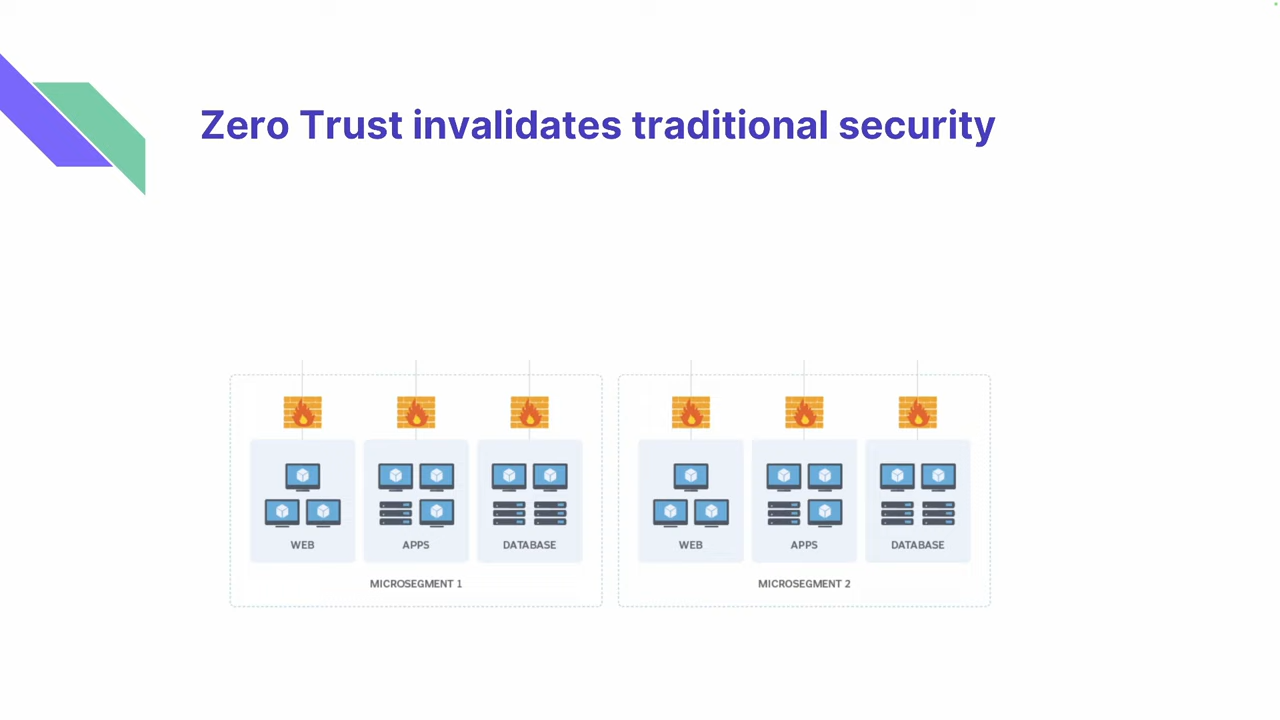 Zero Trust invalidates traditional security
WEB
APPS
DATABASE
MICROSEGMENT 1
WEB
APPS
DATABASE
MICROSEGMENT 2